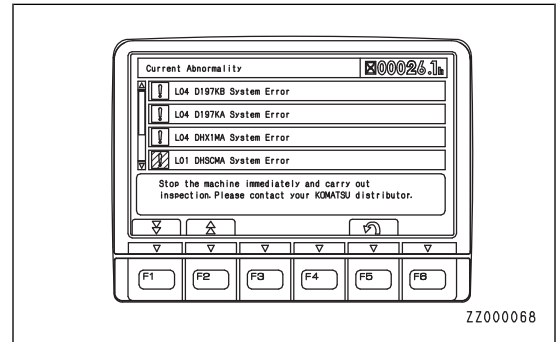 Current Abnormality
00026.1h
L04 D197KB System Error
L04 D197KA System Error
L04 DHX1MA System Error
L01 DHSCMA System Error
Stop the machine immediately and carry out
inspection. Please contact your KOMATSU distributor.
F1 F2 F3 F4 F5 F6
ZZ000068